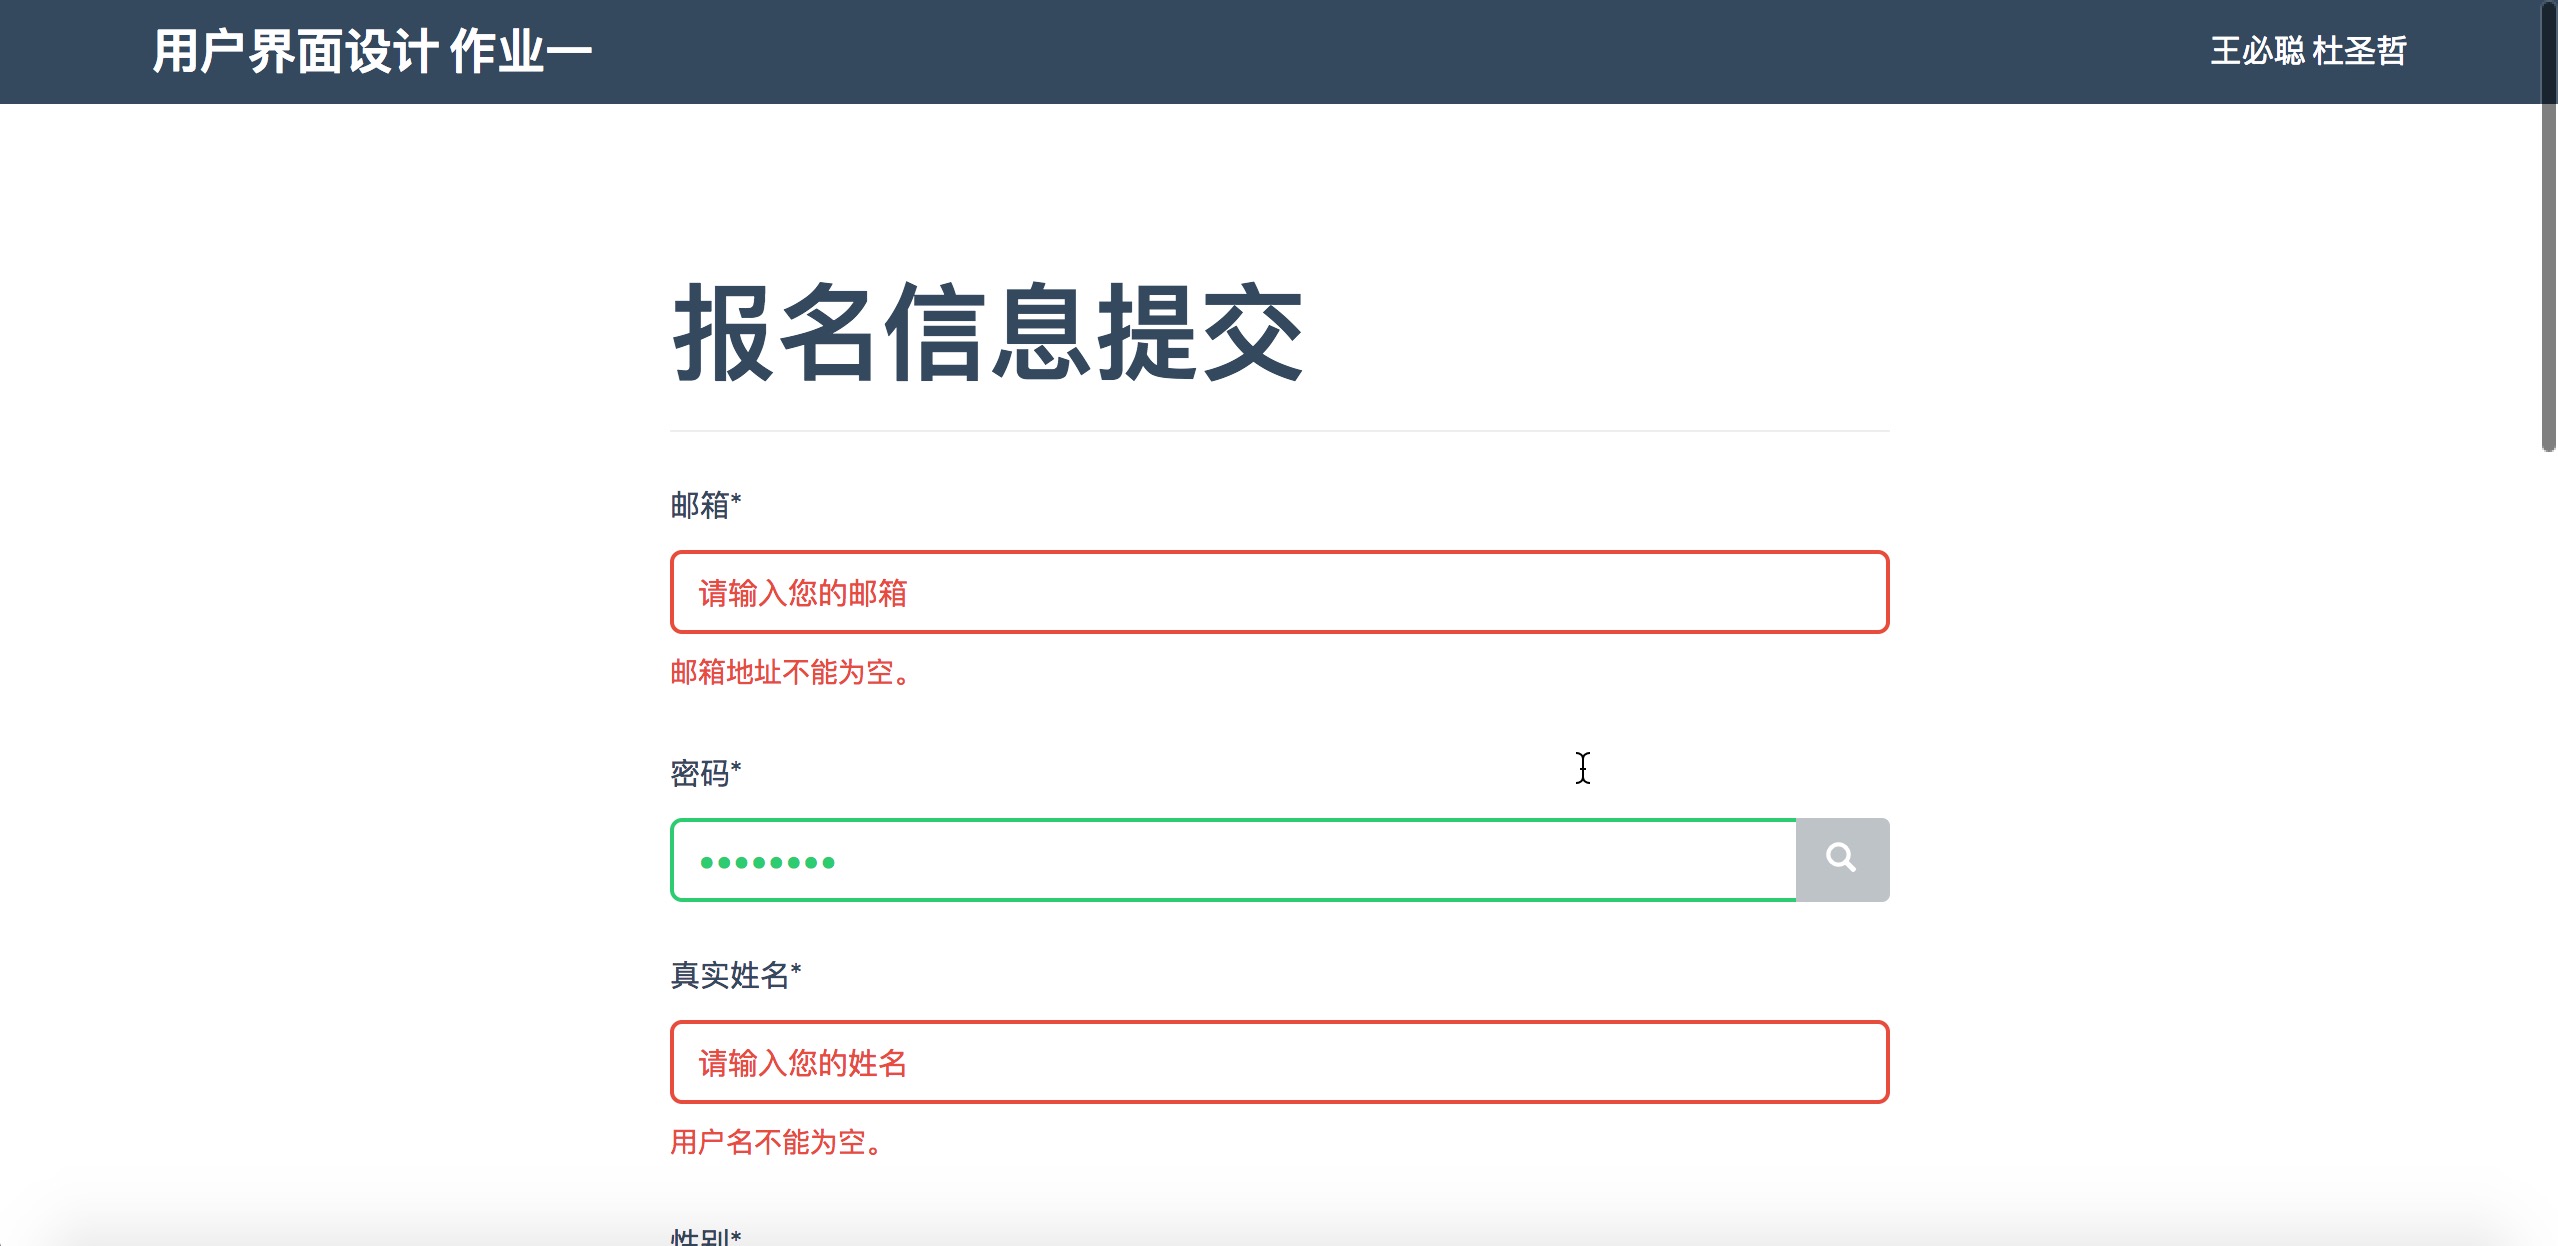 用户界面设计 作业一
王必聪 杜圣哲
报名信息提交
邮箱*
请输入您的邮箱
邮箱地址不能为空。
密码*
••••••••
真实姓名*
请输入您的姓名
用户名不能为空。
性别*